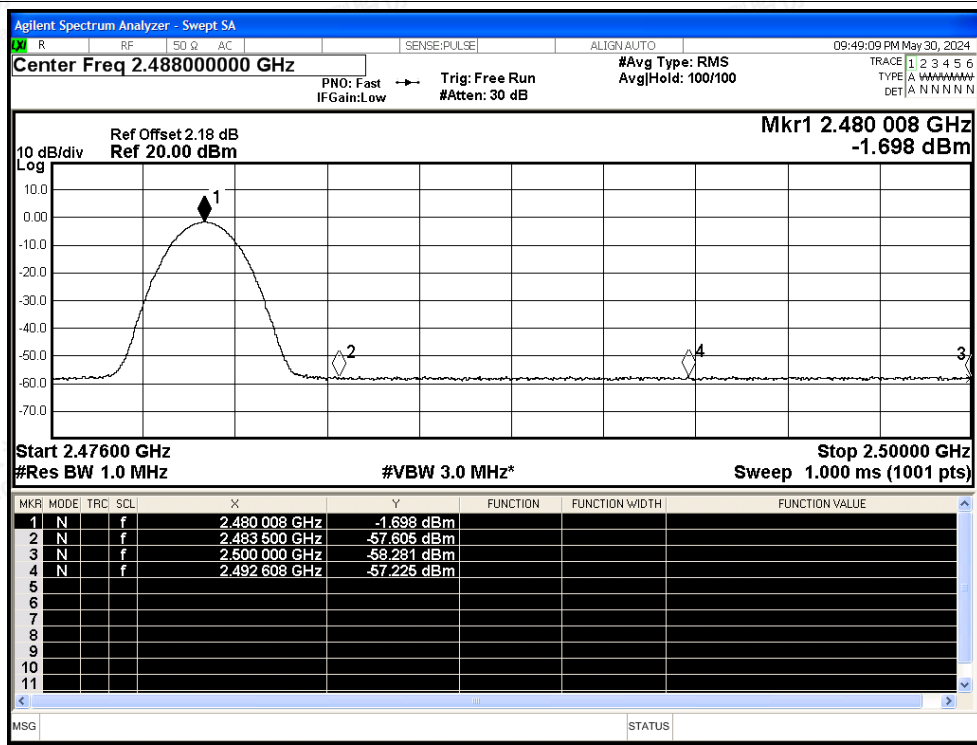 Agilent Spectrum Analyzer - Swept SA
LXI R RF 50 Ω AC SENSE:PULSE ALIGN AUTO 09:49:09 PM May 30, 2024
Center Freq 2.488000000 GHz
PNO: Fast
IFGain:Low
Trig: Free Run
#Atten: 30 dB
#Avg Type: RMS
Avg|Hold: 100/100
TRACE 1 2 3 4 5 6
TYPE A WWWWW
DET A N N N N N
Mkr1 2.480 008 GHz
-1.698 dBm
Ref Offset 2.18 dB
10 dB/div Ref 20.00 dBm
Log
10.0
0.00
-10.0
-20.0
-30.0
-40.0
-50.0
-60.0
-70.0
1
2
4
3
Start 2.47600 GHz Stop 2.50000 GHz
#Res BW 1.0 MHz #VBW 3.0 MHz* Sweep 1.000 ms (1001 pts)
MKR MODE TRC SCL X Y FUNCTION FUNCTION WIDTH FUNCTION VALUE
1 N f 2.480 008 GHz -1.698 dBm
2 N f 2.483 500 GHz -57.605 dBm
3 N f 2.500 000 GHz -58.281 dBm
4 N f 2.492 608 GHz -57.225 dBm
5
6
7
8
9
10
11
MSG STATUS